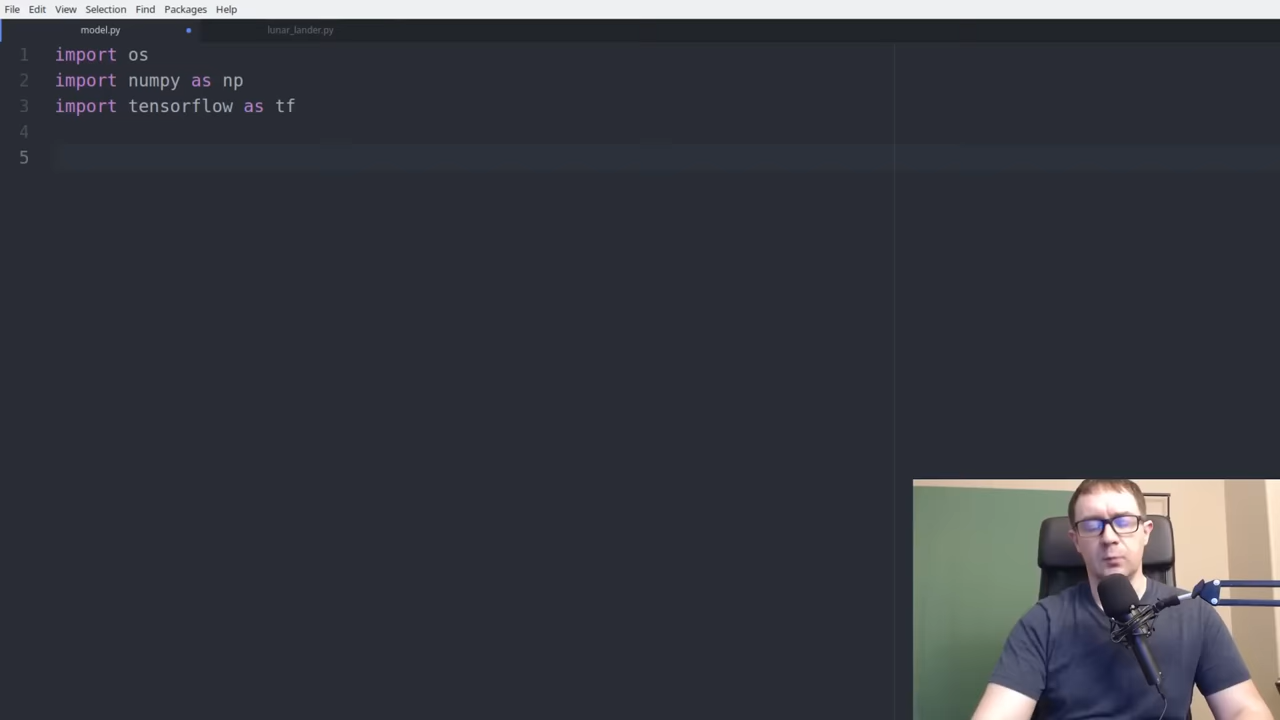 File Edit View Selection Find Packages Help
model.py lunar_lander.py
1 import os
2 import numpy as np
3 import tensorflow as tf
4
5